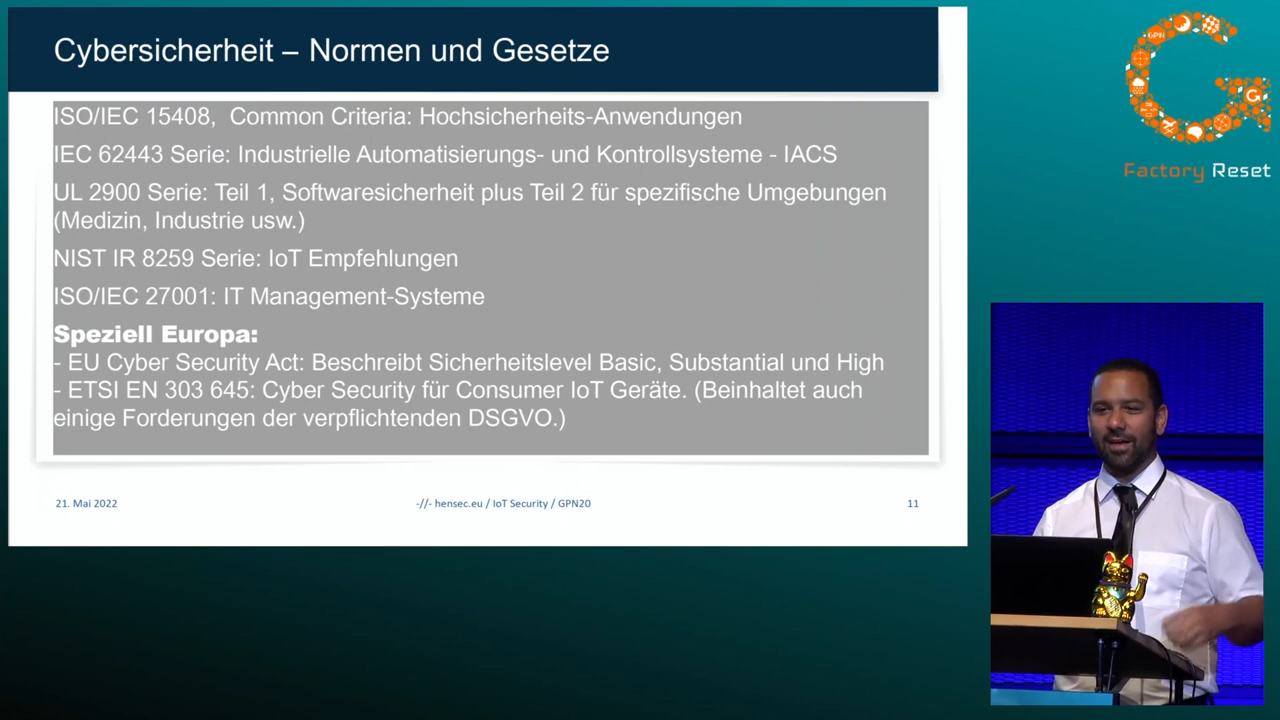 Cybersicherheit – Normen und Gesetze
ISO/IEC 15408,  Common Criteria: Hochsicherheits-Anwendungen
IEC 62443 Serie: Industrielle Automatisierungs- und Kontrollsysteme - IACS
UL 2900 Serie: Teil 1, Softwaresicherheit plus Teil 2 für spezifische Umgebungen
(Medizin, Industrie usw.)
NIST IR 8259 Serie: IoT Empfehlungen
ISO/IEC 27001: IT Management-Systeme
Speziell Europa:
- EU Cyber Security Act: Beschreibt Sicherheitslevel Basic, Substantial und High
- ETSI EN 303 645: Cyber Security für Consumer IoT Geräte. (Beinhaltet auch
einige Forderungen der verpflichtenden DSGVO.)
21. Mai 2022
-//- hensec.eu / IoT Security / GPN20
11
GPN
G
Factory Reset